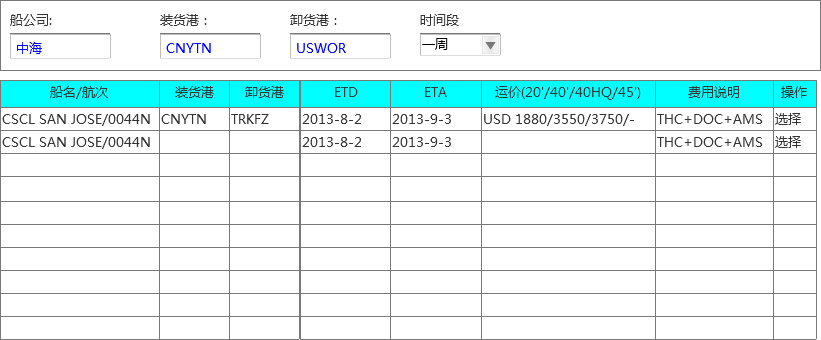 船公司: 装货港： 卸货港： 时间段
中海 CNYTN USWOR 一周
船名/航次 装货港 卸货港 ETD ETA 运价(20'/40'/40HQ/45') 费用说明 操作
CSCL SAN JOSE/0044N CNYTN TRKFZ 2013-8-2 2013-9-3 USD 1880/3550/3750/- THC+DOC+AMS 选择
CSCL SAN JOSE/0044N 2013-8-2 2013-9-3 THC+DOC+AMS 选择